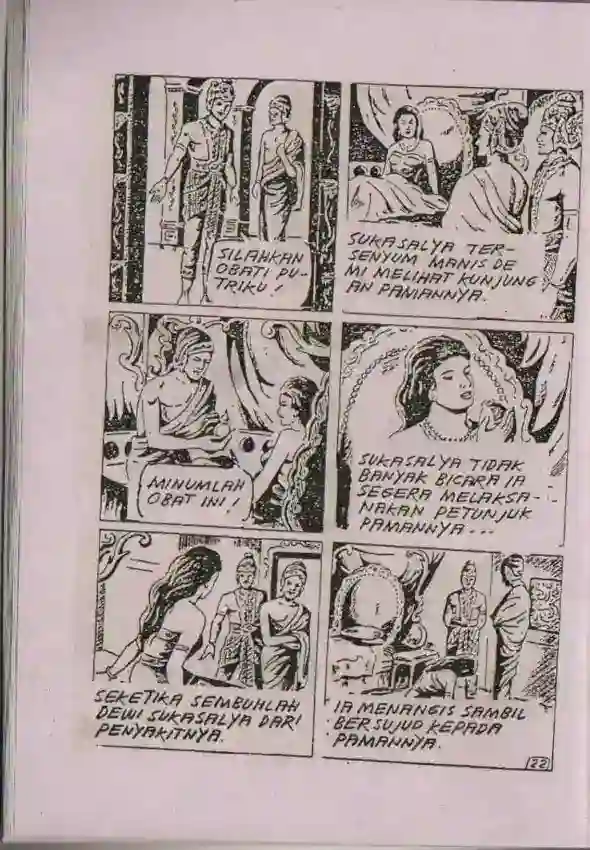 SILAHKAN
OBATI PU-
TRIKU!
SUKASALYA TER-
SENYUM MANIS DE
MI MELIHAT KUNJUNG
AN PAMANNYA.
MINUMLAH
OBAT INI!
SUKASALYA TIDAK
BANYAK BICARA IA
SEGERA MELAKSA-
NAKAN PETUNJUK
PAMANNYA...
SEKETIKA SEMBUHLAH
DEWI SUKASALYA DARI
PENYAKITNYA.
IA MENANGIS SAMBIL
BERSUJUD KEPADA
PAMANNYA.
122